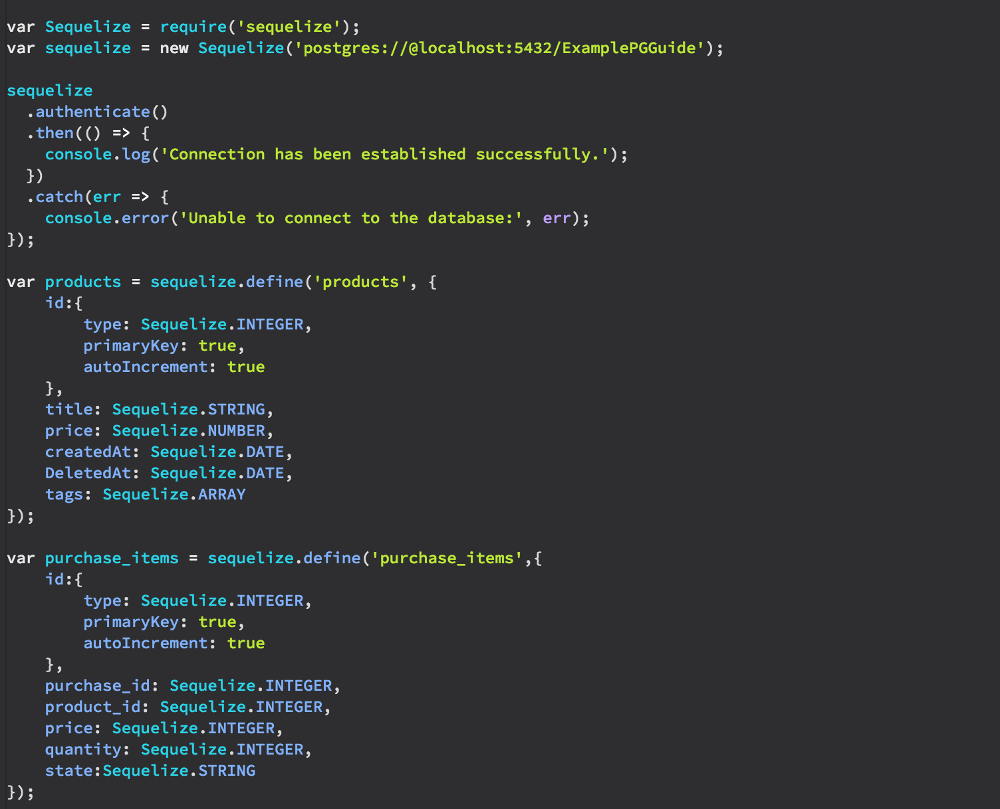 var Sequelize = require('sequelize');
var sequelize = new Sequelize('postgres://@localhost:5432/ExamplePGGuide');

sequelize
  .authenticate()
  .then(() => {
    console.log('Connection has been established successfully.');
  })
  .catch(err => {
    console.error('Unable to connect to the database:', err);
});

var products = sequelize.define('products', {
    id:{
        type: Sequelize.INTEGER,
        primaryKey: true,
        autoIncrement: true
    },
    title: Sequelize.STRING,
    price: Sequelize.NUMBER,
    createdAt: Sequelize.DATE,
    DeletedAt: Sequelize.DATE,
    tags: Sequelize.ARRAY
});

var purchase_items = sequelize.define('purchase_items',{
    id:{
        type: Sequelize.INTEGER,
        primaryKey: true,
        autoIncrement: true
    },
    purchase_id: Sequelize.INTEGER,
    product_id: Sequelize.INTEGER,
    price: Sequelize.INTEGER,
    quantity: Sequelize.INTEGER,
    state:Sequelize.STRING
});